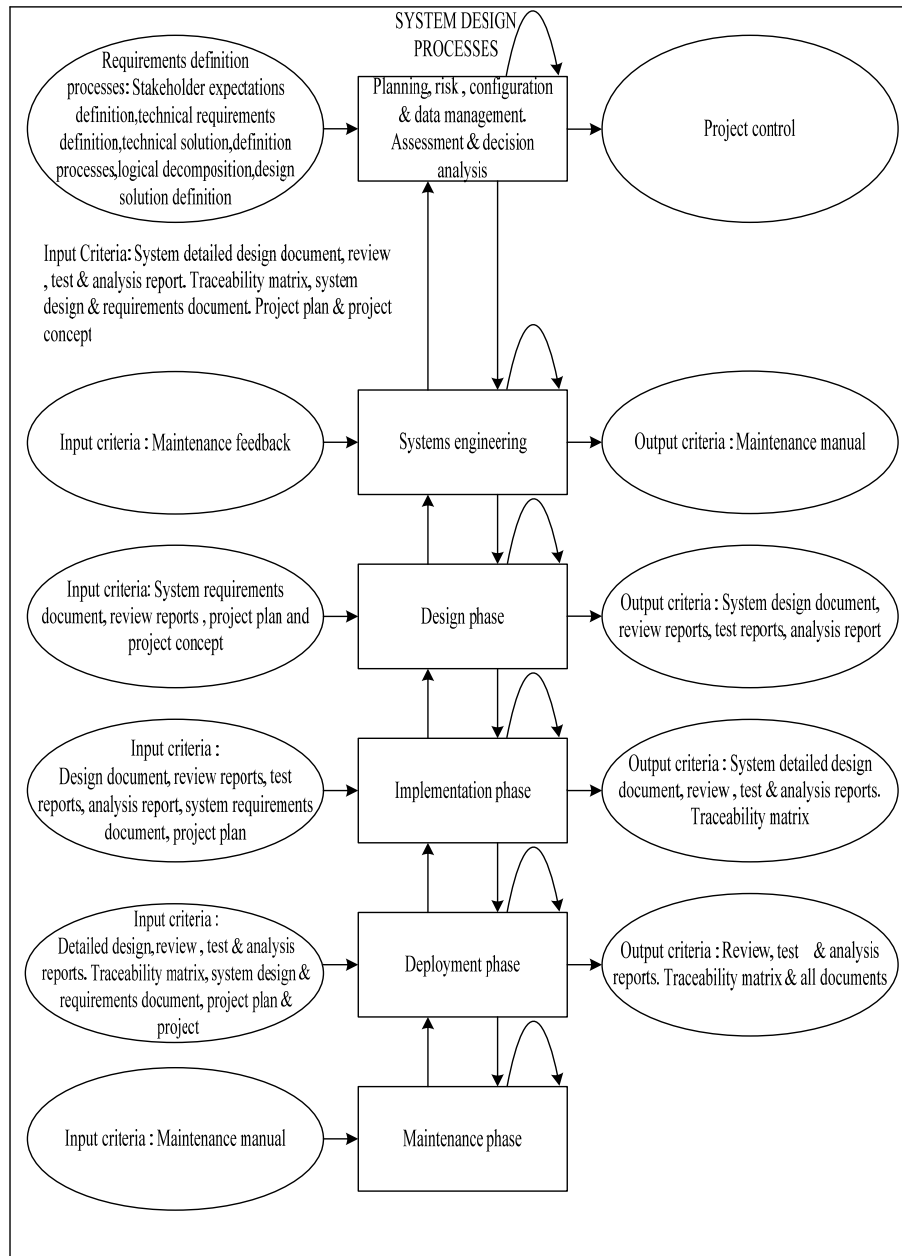 SYSTEM DESIGN
PROCESSES
Requirements definition
processes: Stakeholder expectations
definition,technical requirements
definition,technical solution,definition
processes,logical decomposition,design
solution definition
Planning, risk , configuration
& data management.
Assessment & decision
analysis
Project control
Input Criteria: System detailed design document, review
, test & analysis report. Traceability matrix, system
design & requirements document. Project plan & project
concept
Input criteria : Maintenance feedback
Systems engineering
Output criteria : Maintenance manual
Input criteria: System requirements
document, review reports , project plan and
project concept
Design phase
Output criteria : System design document,
review reports, test reports, analysis report
Input criteria :
Design document, review reports, test
reports, analysis report, system requirements
document, project plan
Implementation phase
Output criteria : System detailed design
document, review , test & analysis reports.
Traceability matrix
Input criteria :
Detailed design,review , test & analysis
reports. Traceability matrix, system design &
requirements document, project plan &
project
Deployment phase
Output criteria : Review, test & analysis
reports. Traceability matrix & all documents
Input criteria : Maintenance manual
Maintenance phase